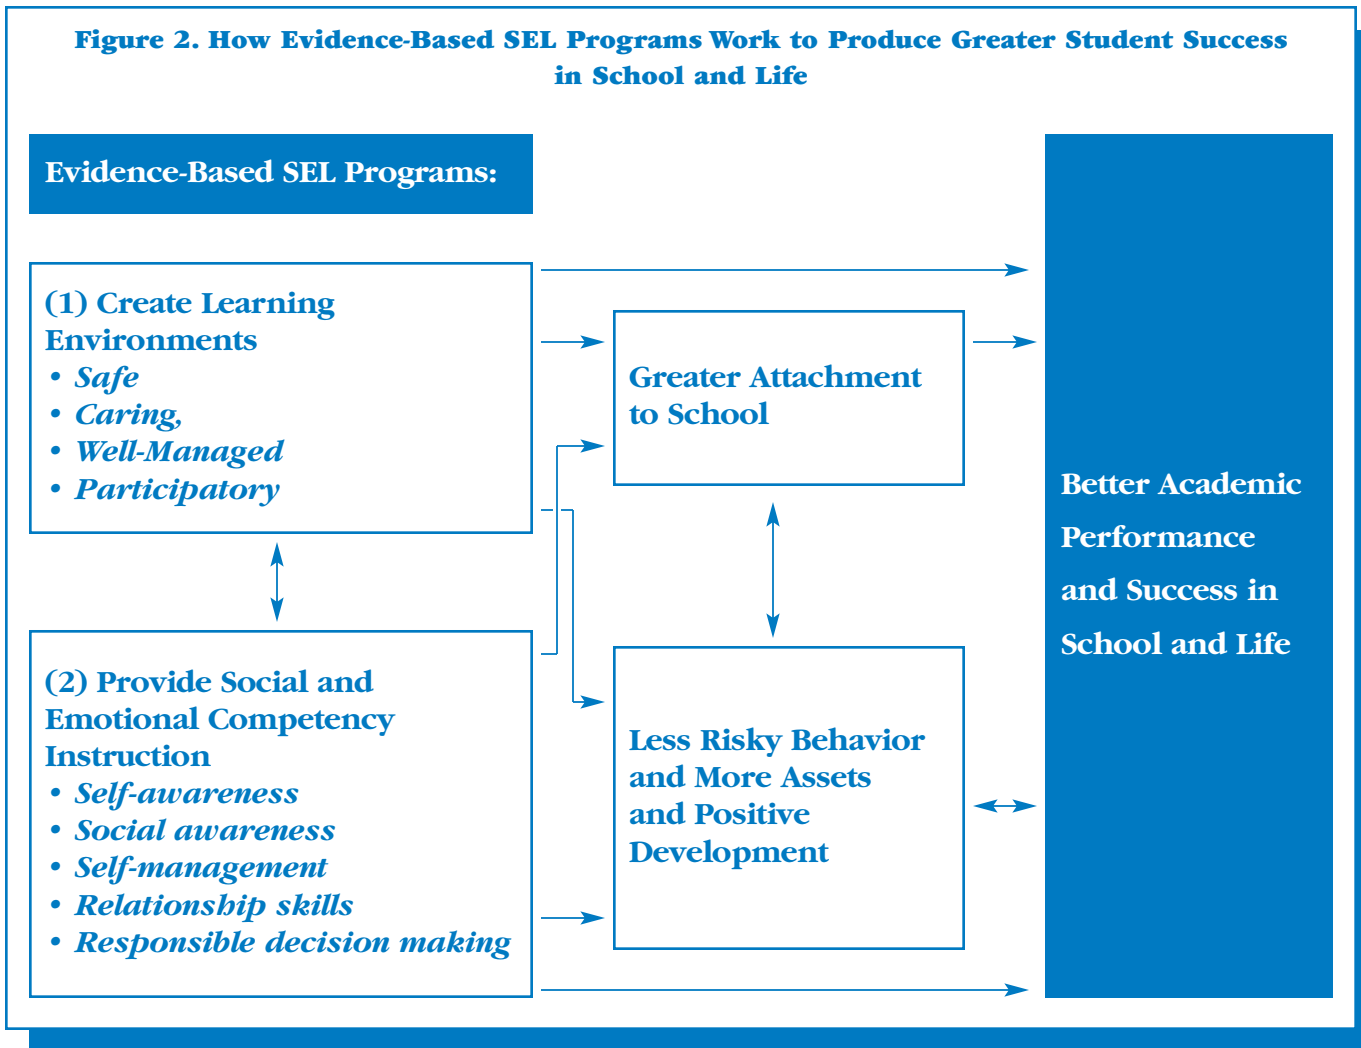 Figure 2. How Evidence-Based SEL Programs Work to Produce Greater Student Success
in School and Life
Evidence-Based SEL Programs:
(1) Create Learning
Environments
• Safe
• Caring,
• Well-Managed
• Participatory
(2) Provide Social and
Emotional Competency
Instruction
• Self-awareness
• Social awareness
• Self-management
• Relationship skills
• Responsible decision making
Greater Attachment
to School
Less Risky Behavior
and More Assets
and Positive
Development
Better Academic
Performance
and Success in
School and Life